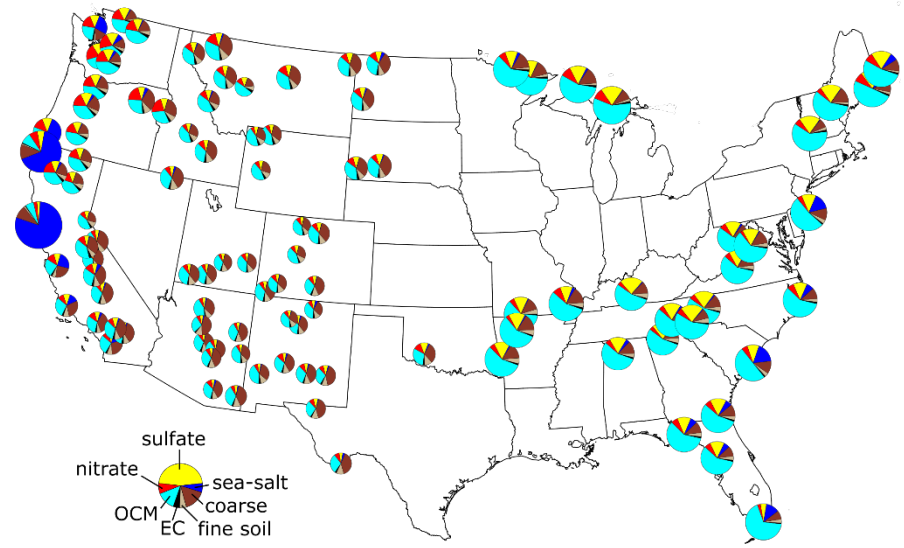 sulfate
nitrate
sea-salt
coarse
OCM
EC
fine soil